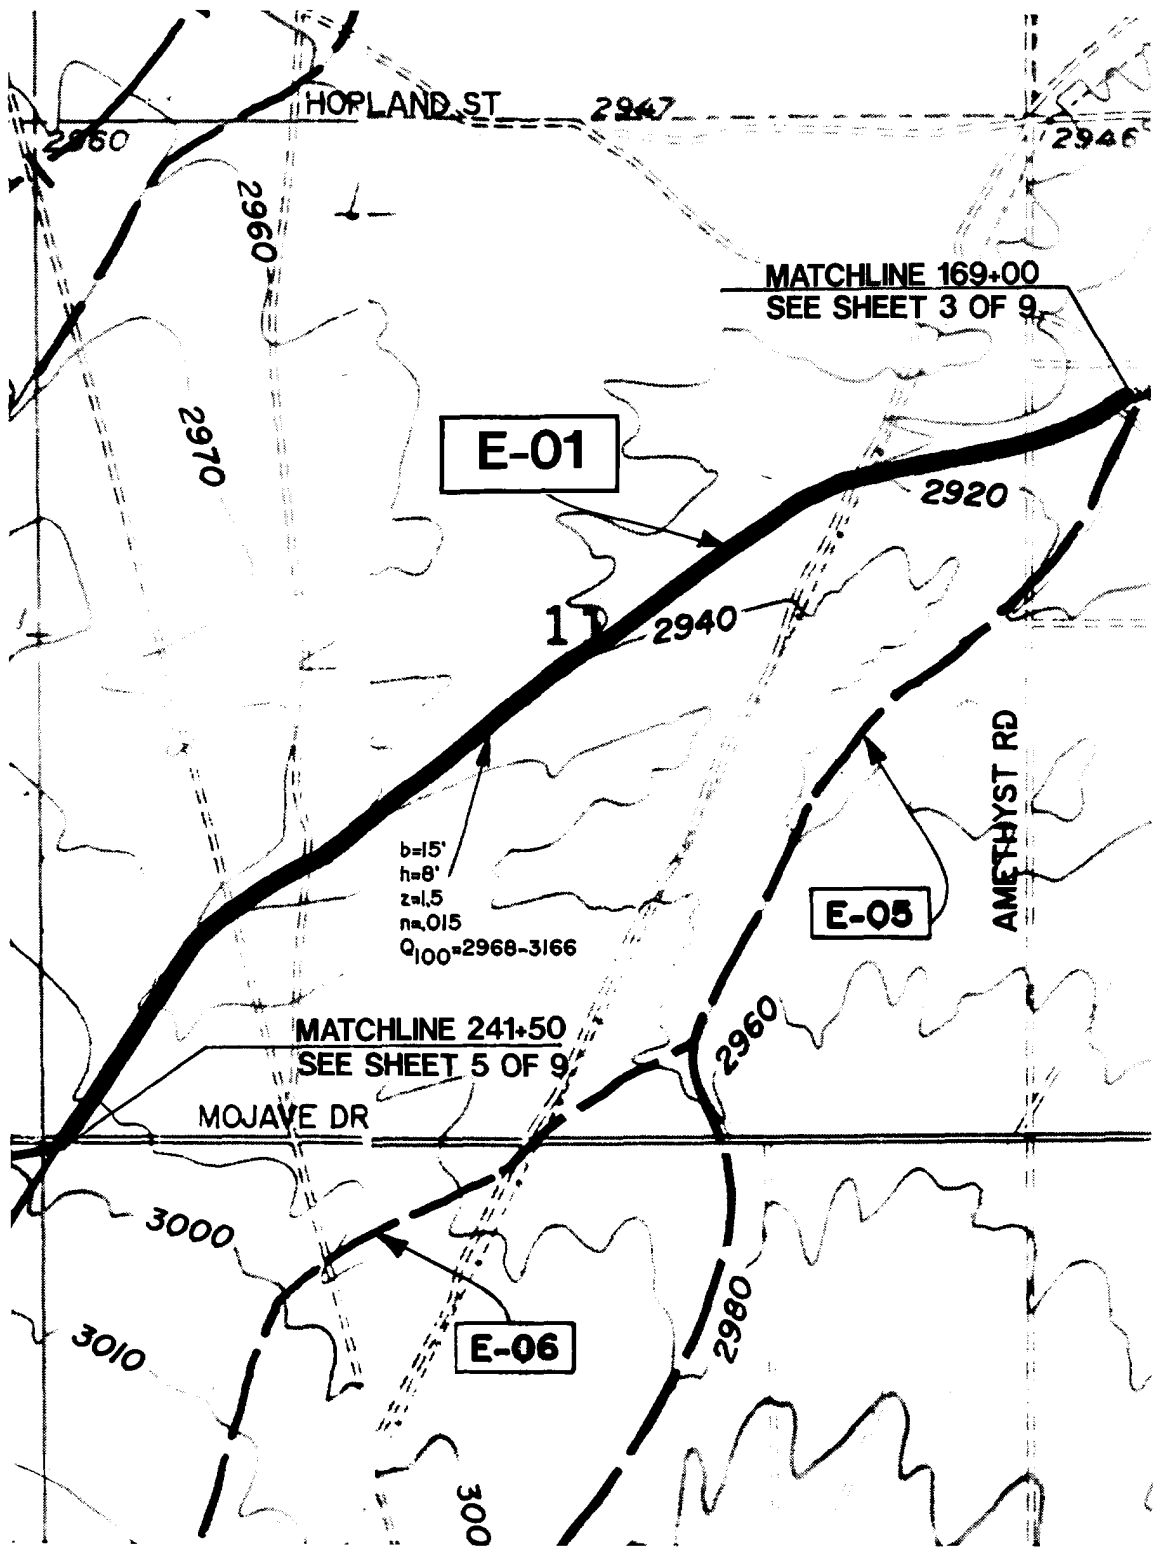 HOPLAND ST
2947
2960
2946
2960
MATCHLINE 169+00
SEE SHEET 3 OF 9
2970
E-01
2920
11
2940
AMETHYST RD
b=15'
h=8'
z=1.5
n=.015
Q100=2968-3166
E-05
2960
MATCHLINE 241+50
SEE SHEET 5 OF 9
MOJAVE DR
3000
2980
3010
E-06
300